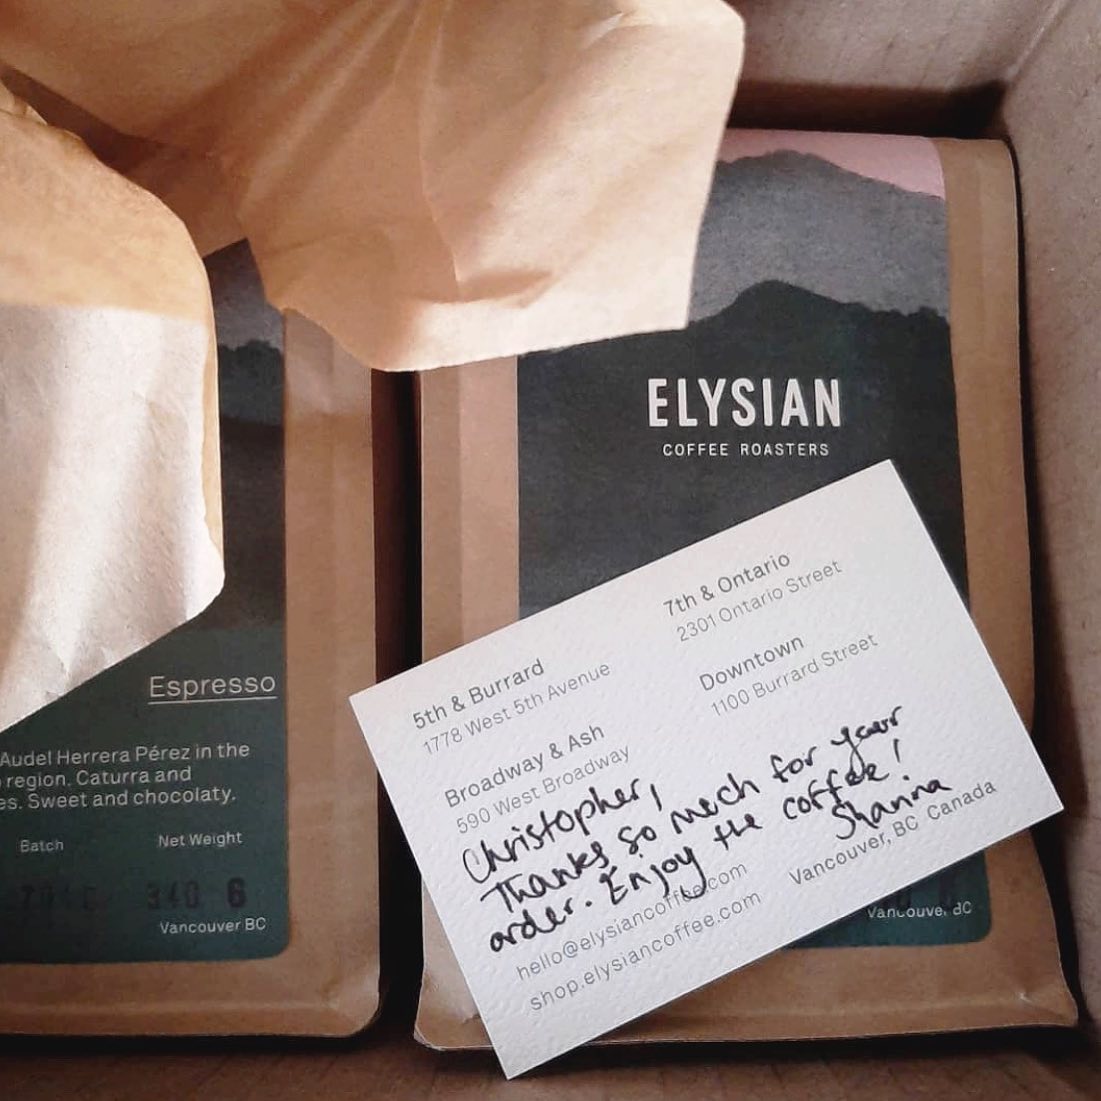 ELYSIAN
COFFEE ROASTERS
Espresso
Audel Herrera Pérez in the
region. Caturra and
es. Sweet and chocolaty.
Batch
Net Weight
340 G
Vancouver BC
5th & Burrard
1778 West 5th Avenue
Broadway & Ash
590 West Broadway
7th & Ontario
2301 Ontario Street
Downtown
1100 Burrard Street
Christopher,
Thanks so much for your
order. Enjoy the coffee!
Shanna
hello@elysiancoffee.com
shop.elysiancoffee.com
Vancouver, BC Canada
Vancouver BC